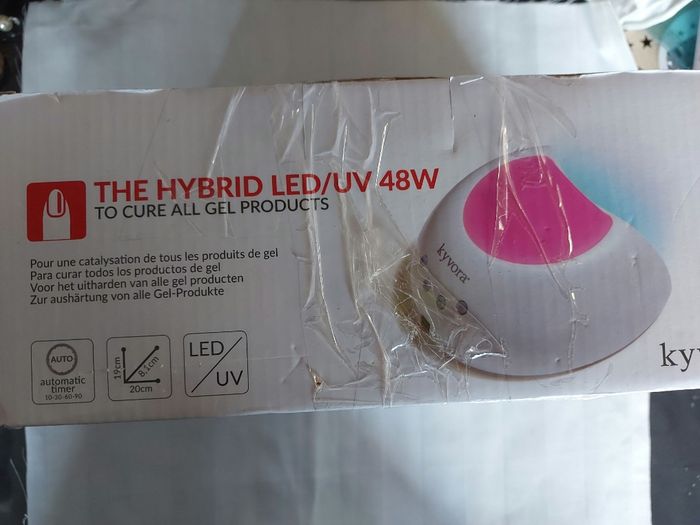 THE HYBRID LED/UV 48W
TO CURE ALL GEL PRODUCTS
Pour une catalysation de tous les produits de gel
Para curar todos los productos de gel
Voor het uitharden van alle gel producten
Zur aushärtung von alle Gel-Produkte
AUTO
automatic
timer
10-30-60-90
19cm
8,1cm
20cm
LED
UV
kyvora
ky